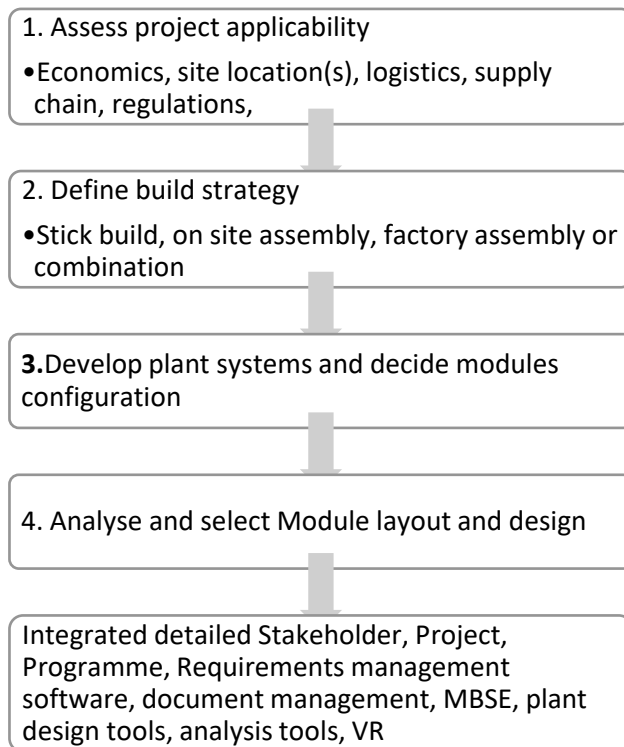 1. Assess project applicability
•Economics, site location(s), logistics, supply
chain, regulations,
2. Define build strategy
•Stick build, on site assembly, factory assembly or
combination
3.Develop plant systems and decide modules
configuration
4. Analyse and select Module layout and design
Integrated detailed Stakeholder, Project,
Programme, Requirements management
software, document management, MBSE, plant
design tools, analysis tools, VR